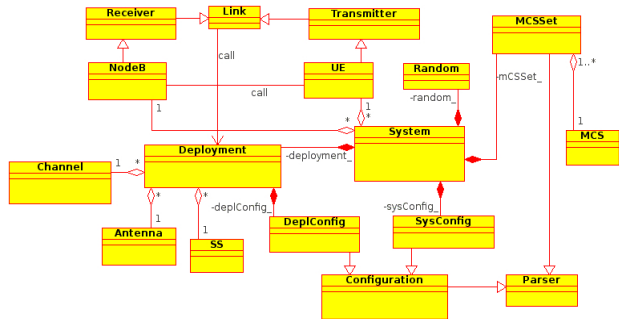 Receiver
Link
Transmitter
MCSSet
call
NodeB
UE
Random
-mCSSet_
1..*
call
-random_
1
1
*
*
System
1
MCS
Deployment
-deployment_
Channel
1
*
*
*
-deplConfig_
-sysConfig_
1
1
Antenna
SS
DeplConfig
SysConfig
Configuration
Parser